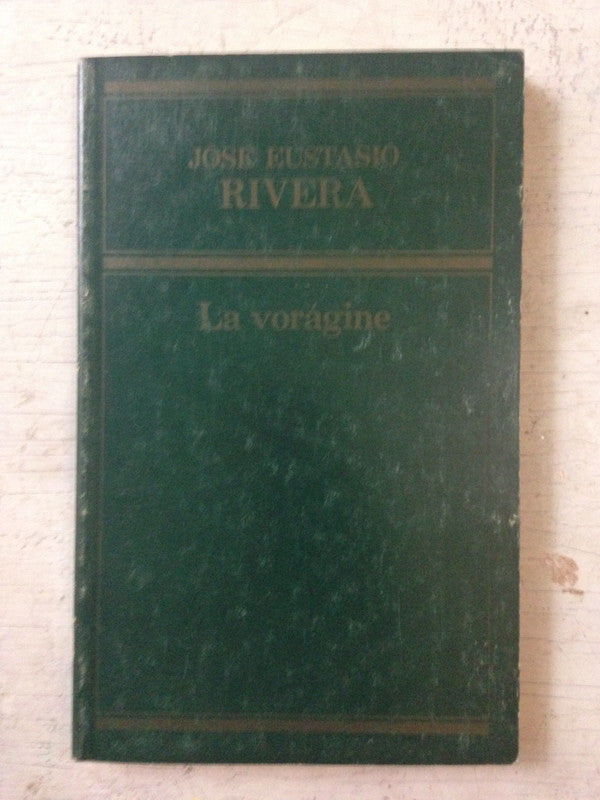 JOSE EUSTASIO
RIVERA
La vorágine